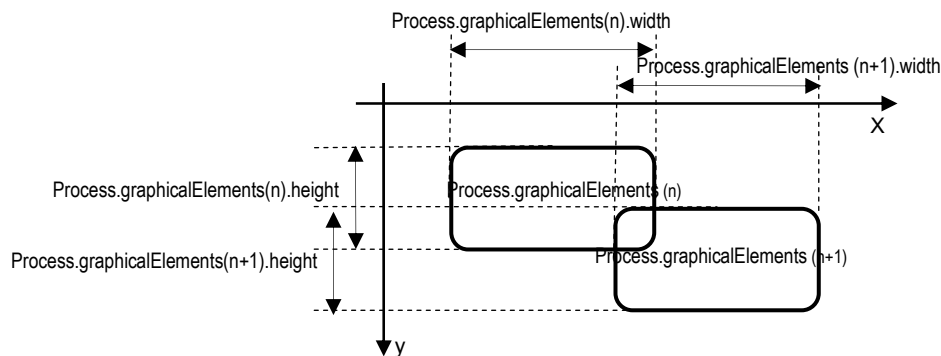 Process.graphicalElements(n).width
Process.graphicalElements (n+1).width
X
Process.graphicalElements(n).height
Process.graphicalElements (n)
Process.graphicalElements(n+1).height
Process.graphicalElements (n+1)
y